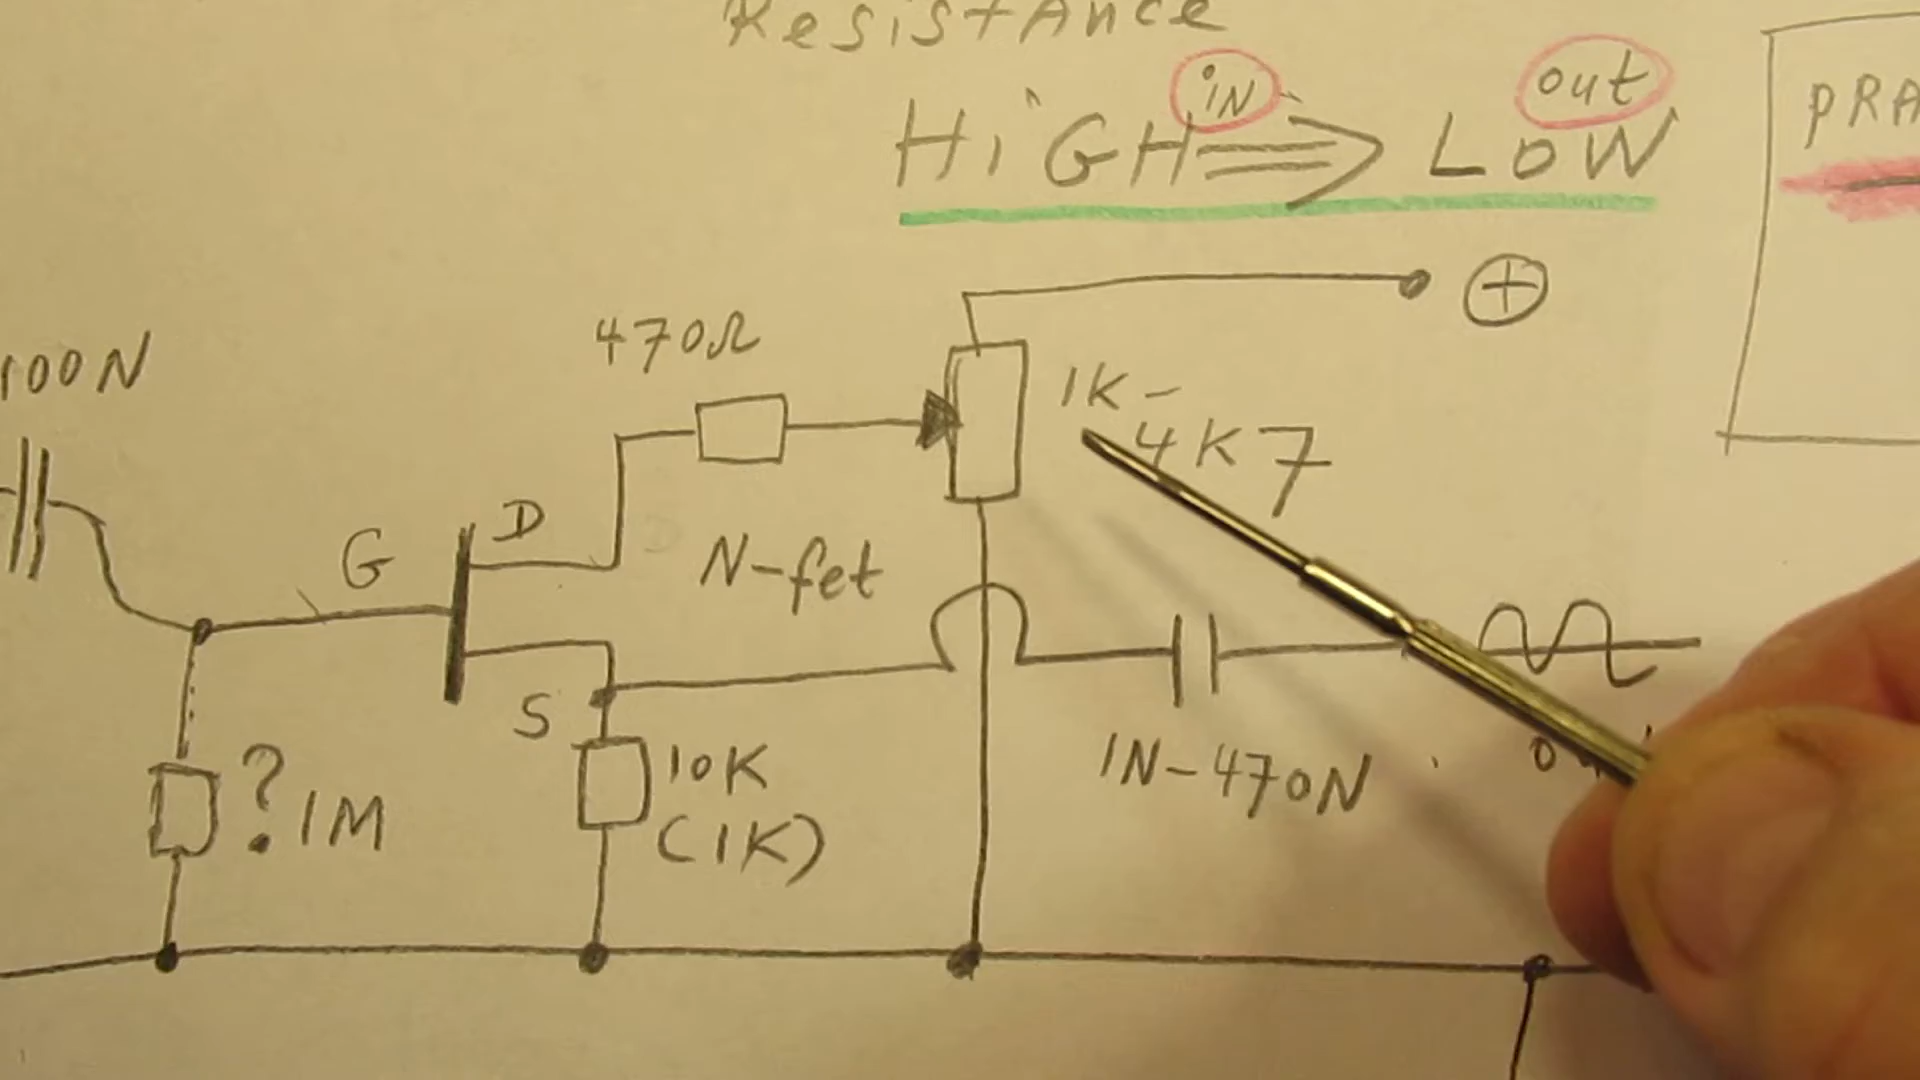 Resistance
in
out
HiGH ⇒ LOW
PRA
+
470Ω
100N
1K-
4K7
D
G
N-fet
S
10K
(1K)
? 1M
1N-470N